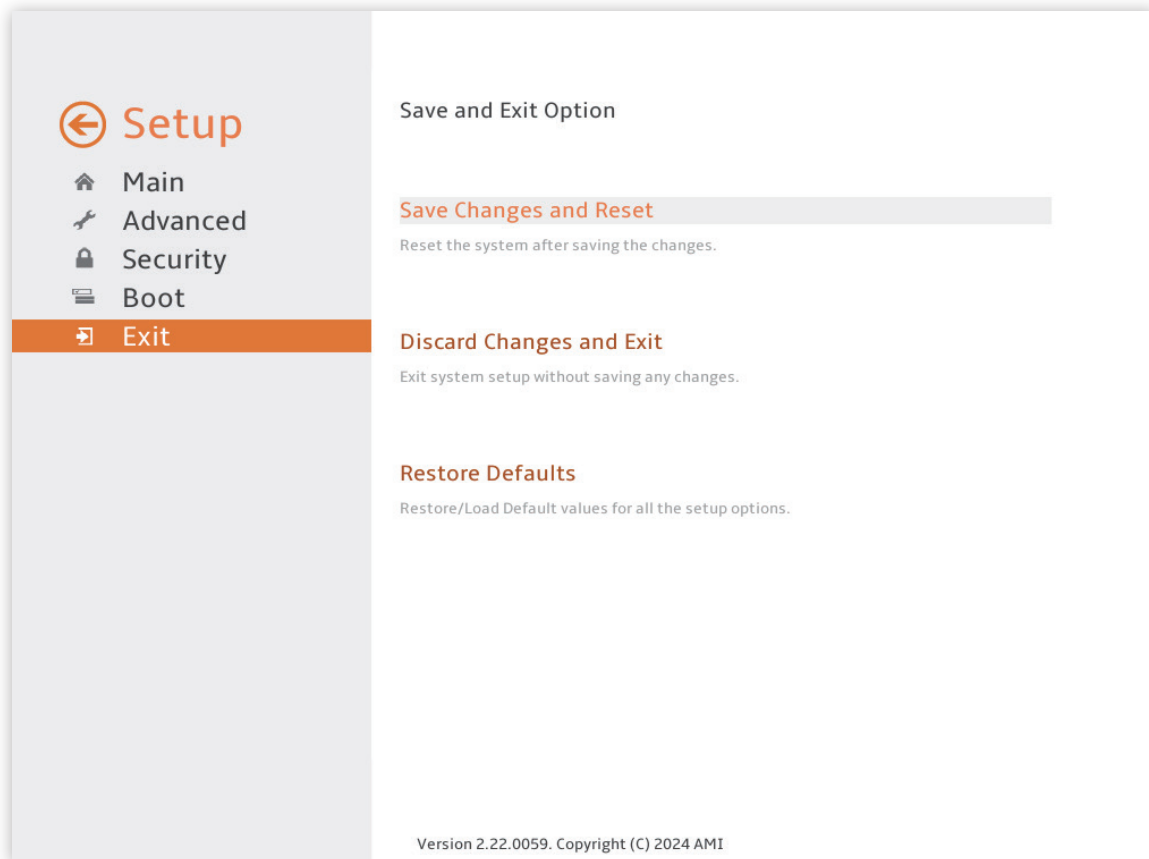 Setup
Main
Advanced
Security
Boot
Exit
Save and Exit Option
Save Changes and Reset
Reset the system after saving the changes.
Discard Changes and Exit
Exit system setup without saving any changes.
Restore Defaults
Restore/Load Default values for all the setup options.
Version 2.22.0059. Copyright (C) 2024 AMI